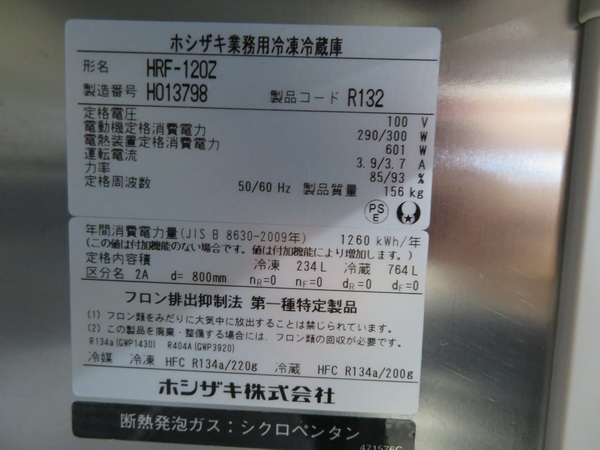 ホシザキ業務用冷凍冷蔵庫
形名 HRF-120Z
製造番号 H013798 製品コード R132
定格電圧 100 V
電動機定格消費電力 290/300 W
電熱装置定格消費電力 601 W
運転電流 3.9/3.7 A
力率 85/93 %
定格周波数 50/60 Hz 製品質量 156 kg
PSE
年間消費電力量(JIS B 8630-2009年) 1260 kWh/年
(この値は付加機能のない場合です。値は付加機能により増加します。)
定格内容積 冷凍 234 L 冷蔵 764 L
区分名 2A d= 800mm nR=0 nF=0 dR=0 dF=0
フロン排出抑制法 第一種特定製品
(1) フロン類をみだりに大気中に放出することは禁じられています。
(2) この製品を廃棄・整備する場合には、フロン類の回収が必要です。
R134a(GWP1430) R404A(GWP3920)
冷媒 冷凍 HFC R134a/220g 冷蔵 HFC R134a/200g
ホシザキ株式会社
断熱発泡ガス：シクロペンタン